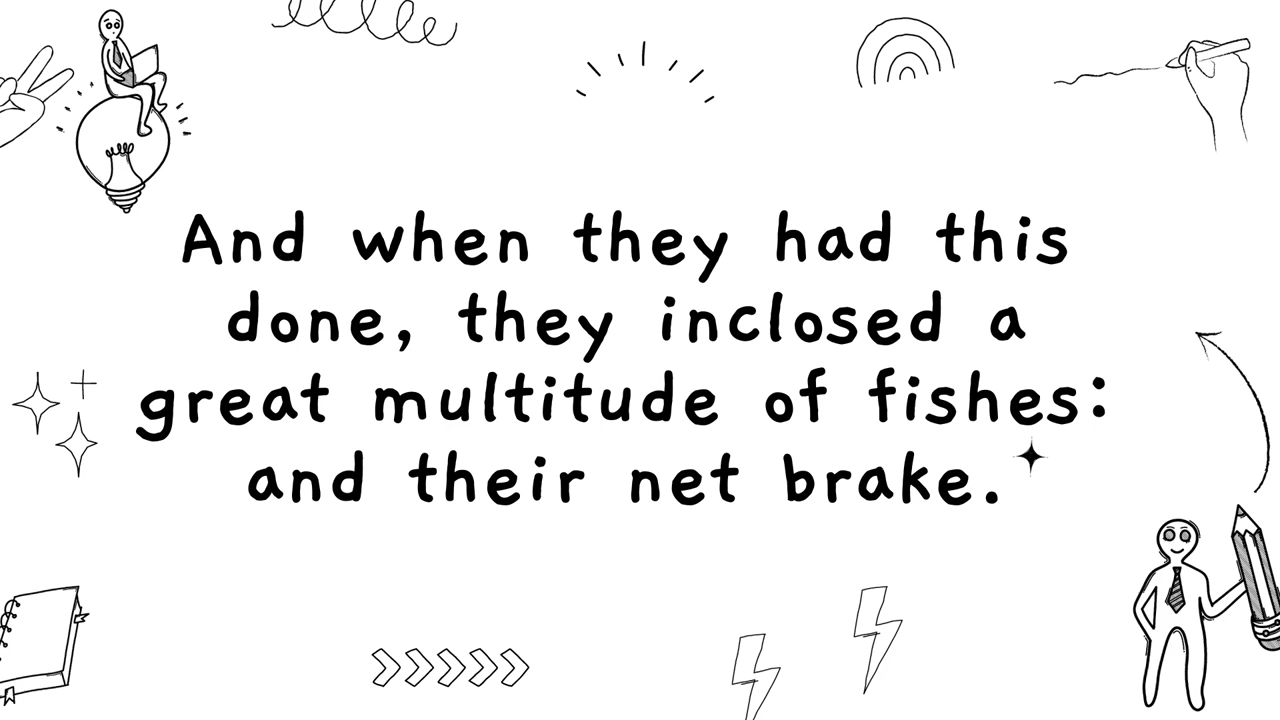 And when they had this
done, they inclosed a
great multitude of fishes:
and their net brake.